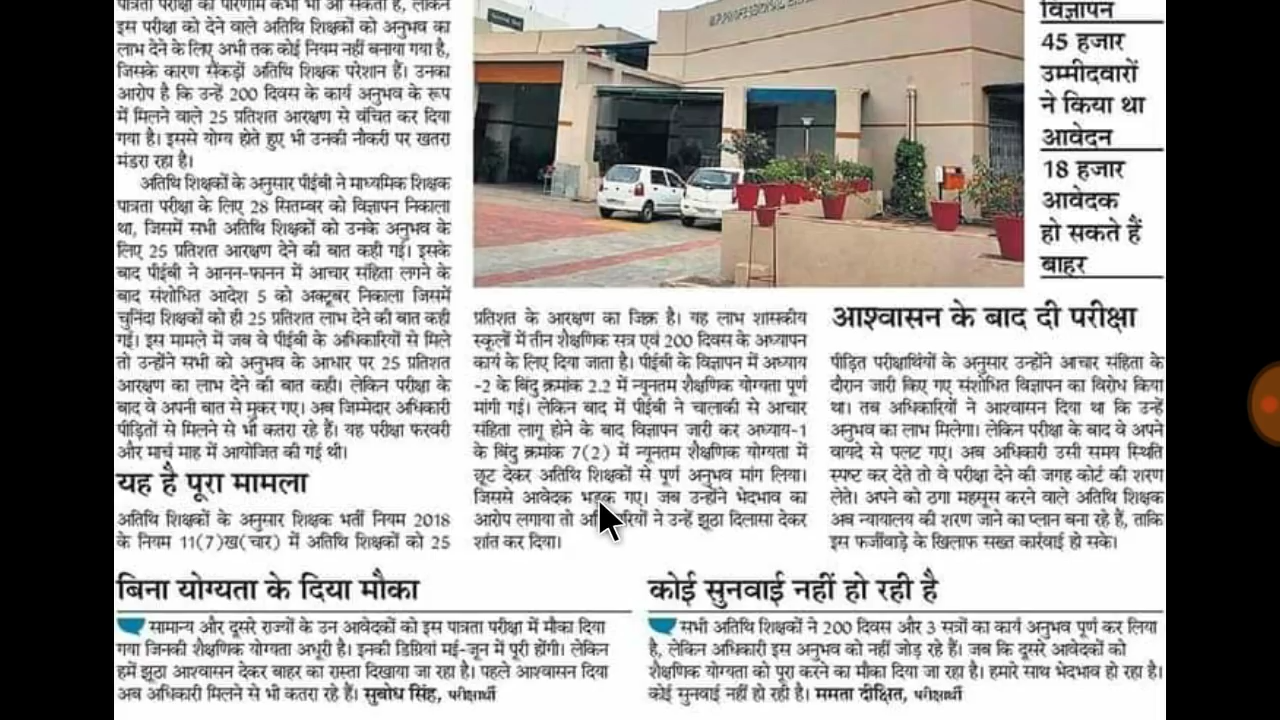 पात्रता परीक्षा का परिणाम कभी भी आ सकता है, लेकिन
इस परीक्षा को देने वाले अतिथि शिक्षकों को अनुभव का
लाभ देने के लिए अभी तक कोई नियम नहीं बनाया गया है,
जिसके कारण सैंकड़ों अतिथि शिक्षक परेशान हैं। उनका
आरोप है कि उन्हें 200 दिवस के कार्य अनुभव के रूप
में मिलने वाले 25 प्रतिशत आरक्षण से वंचित कर दिया
गया है। इससे योग्य होते हुए भी उनकी नौकरी पर खतरा
मंडरा रहा है।
अतिथि शिक्षकों के अनुसार पीईबी ने माध्यमिक शिक्षक
पात्रता परीक्षा के लिए 28 सितम्बर को विज्ञापन निकाला
था, जिसमें सभी अतिथि शिक्षकों को उनके अनुभव के
लिए 25 प्रतिशत आरक्षण देने की बात कही गई। इसके
बाद पीईबी ने आनन-फानन में आचार संहिता लगने के
बाद संशोधित आदेश 5 को अक्टूबर निकाला जिसमें
चुनिंदा शिक्षकों को ही 25 प्रतिशत लाभ देने की बात कही
गई। इस मामले में जब वे पीईबी के अधिकारियों से मिले
तो उन्होंने सभी को अनुभव के आधार पर 25 प्रतिशत
आरक्षण का लाभ देने की बात कही। लेकिन परीक्षा के
बाद वे अपनी बात से मुकर गए। अब जिम्मेदार अधिकारी
पीड़ितों से मिलने से भी कतरा रहे हैं। यह परीक्षा फरवरी
और मार्च माह में आयोजित की गई थी।
यह है पूरा मामला
अतिथि शिक्षकों के अनुसार शिक्षक भर्ती नियम 2018
के नियम 11(7)ख(चार) में अतिथि शिक्षकों को 25
M.P. PROFESSIONAL
प्रतिशत के आरक्षण का जिक्र है। यह लाभ शासकीय
स्कूलों में तीन शैक्षणिक सत्र एवं 200 दिवस के अध्यापन
कार्य के लिए दिया जाता है। पीईबी के विज्ञापन में अध्याय
-2 के बिंदु क्रमांक 2.2 में न्यूनतम शैक्षणिक योग्यता पूर्ण
मांगी गई। लेकिन बाद में पीईबी ने चालाकी से आचार
संहिता लागू होने के बाद विज्ञापन जारी कर अध्याय-1
के बिंदु क्रमांक 7(2) में न्यूनतम शैक्षणिक योग्यता में
छूट देकर अतिथि शिक्षकों से पूर्ण अनुभव मांग लिया।
जिससे आवेदक भड़क गए। जब उन्होंने भेदभाव का
आरोप लगाया तो ने उन्हें झूठा दिलासा देकर
शांत कर दिया।
विज्ञापन
45 हजार
उम्मीदवारों
ने किया था
आवेदन
18 हजार
आवेदक
हो सकते हैं
बाहर
आश्वासन के बाद दी परीक्षा
पीड़ित परीक्षार्थियों के अनुसार उन्होंने आचार संहिता के
दौरान जारी किए गए संशोधित विज्ञापन का विरोध किया
था। तब अधिकारियों ने आश्वासन दिया था कि उन्हें
अनुभव का लाभ मिलेगा। लेकिन परीक्षा के बाद वे अपने
वायदे से पलट गए। अब अधिकारी उसी समय स्थिति
स्पष्ट कर देते तो वे परीक्षा देने की जगह कोर्ट की शरण
लेते। अपने को ठगा महसूस करने वाले अतिथि शिक्षक
अब न्यायालय की शरण जाने का प्लान बना रहे हैं, ताकि
इस फर्जीवाड़े के खिलाफ सख्त कार्रवाई हो सके।
बिना योग्यता के दिया मौका
सामान्य और दूसरे राज्यों के उन आवेदकों को इस पात्रता परीक्षा में मौका दिया
गया जिनकी शैक्षणिक योग्यता अधूरी है। इनकी डिग्रियां मई-जून में पूरी होंगी। लेकिन
हमें झूठा आश्वासन देकर बाहर का रास्ता दिखाया जा रहा है। पहले आश्वासन दिया
अब अधिकारी मिलने से भी कतरा रहे हैं। सुबोध सिंह, परीक्षार्थी
कोई सुनवाई नहीं हो रही है
सभी अतिथि शिक्षकों ने 200 दिवस और 3 सत्रों का कार्य अनुभव पूर्ण कर लिया
है, लेकिन अधिकारी इस अनुभव को नहीं जोड़ रहे हैं। जब कि दूसरे आवेदकों को
शैक्षणिक योग्यता को पूरा करने का मौका दिया जा रहा है। हमारे साथ भेदभाव हो रहा है।
कोई सुनवाई नहीं हो रही है। ममता दीक्षित, परीक्षार्थी